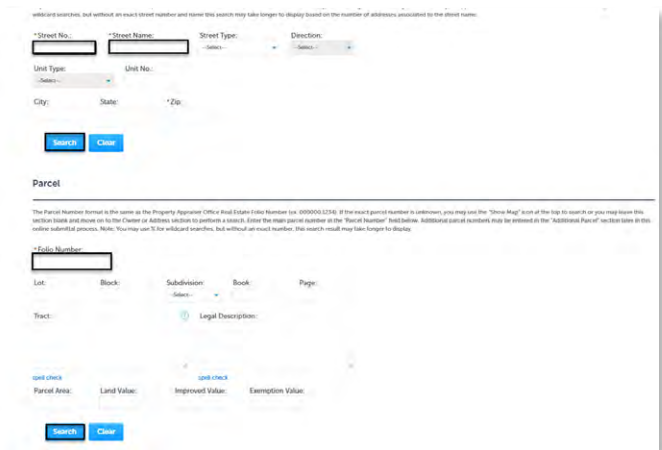 wildcard searches, but without an exact street number and name this search may take longer to display based on the number of addresses associated to the street name.
*Street No.: *Street Name: Street Type: Direction:
--Select-- --Select--
Unit Type: Unit No.:
--Select--
City: State: *Zip:
Search Clear
Parcel
The Parcel Number format is the same as the Property Appraiser Office Real Estate Folio Number (ex. 000000.1234). If the exact parcel number is unknown, you may use the "Show Map" icon at the top to search or you may leave this
section blank and move on to the Owner or Address section to perform a search. Enter the main parcel number in the "Parcel Number" field below. Additional parcel numbers may be entered in the "Additional Parcel" section later in this
online submittal process. Note: You may use % for wildcard searches, but without an exact number, this search result may take longer to display.
*Folio Number:
Lot: Block: Subdivision: Book: Page:
--Select--
Tract: Legal Description:
spell check spell check
Parcel Area: Land Value: Improved Value: Exemption Value:
Search Clear